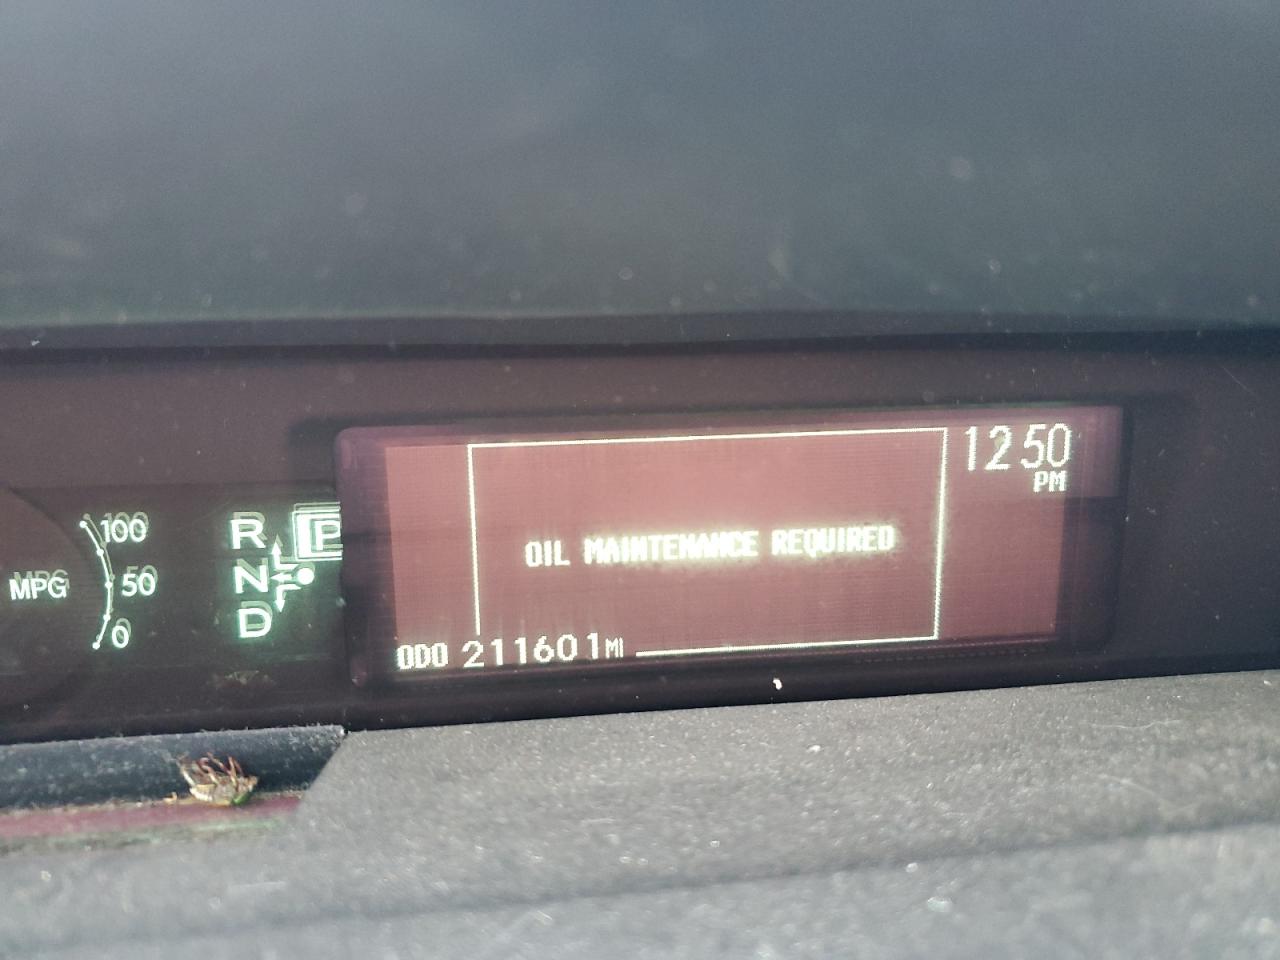 12:50
PM
100
MPG
50
0
R
P
N
D
OIL MAINTENANCE REQUIRED
ODO 211601 MI